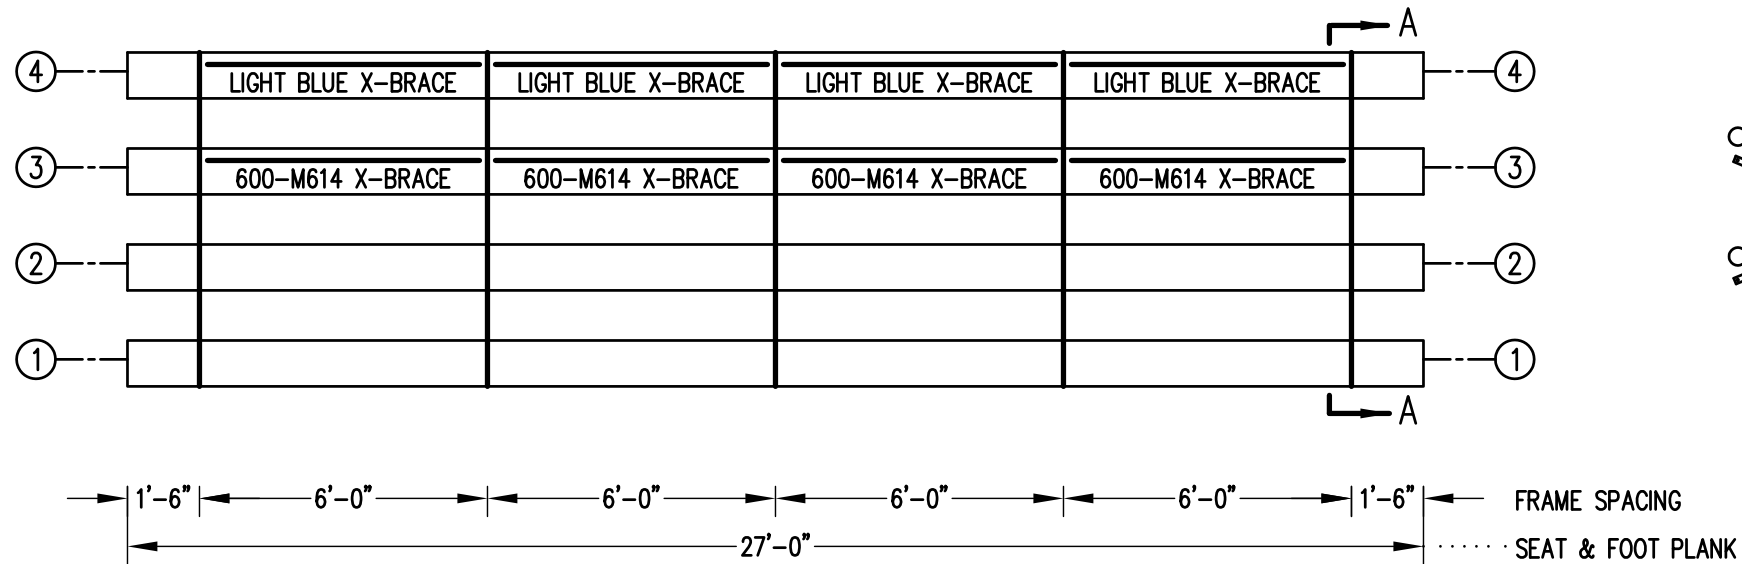 A
4 LIGHT BLUE X-BRACE LIGHT BLUE X-BRACE LIGHT BLUE X-BRACE LIGHT BLUE X-BRACE 4
3 600-M614 X-BRACE 600-M614 X-BRACE 600-M614 X-BRACE 600-M614 X-BRACE 3
2 2
1 1
A
1'-6" 6'-0" 6'-0" 6'-0" 6'-0" 1'-6" FRAME SPACING
27'-0" SEAT & FOOT PLANK